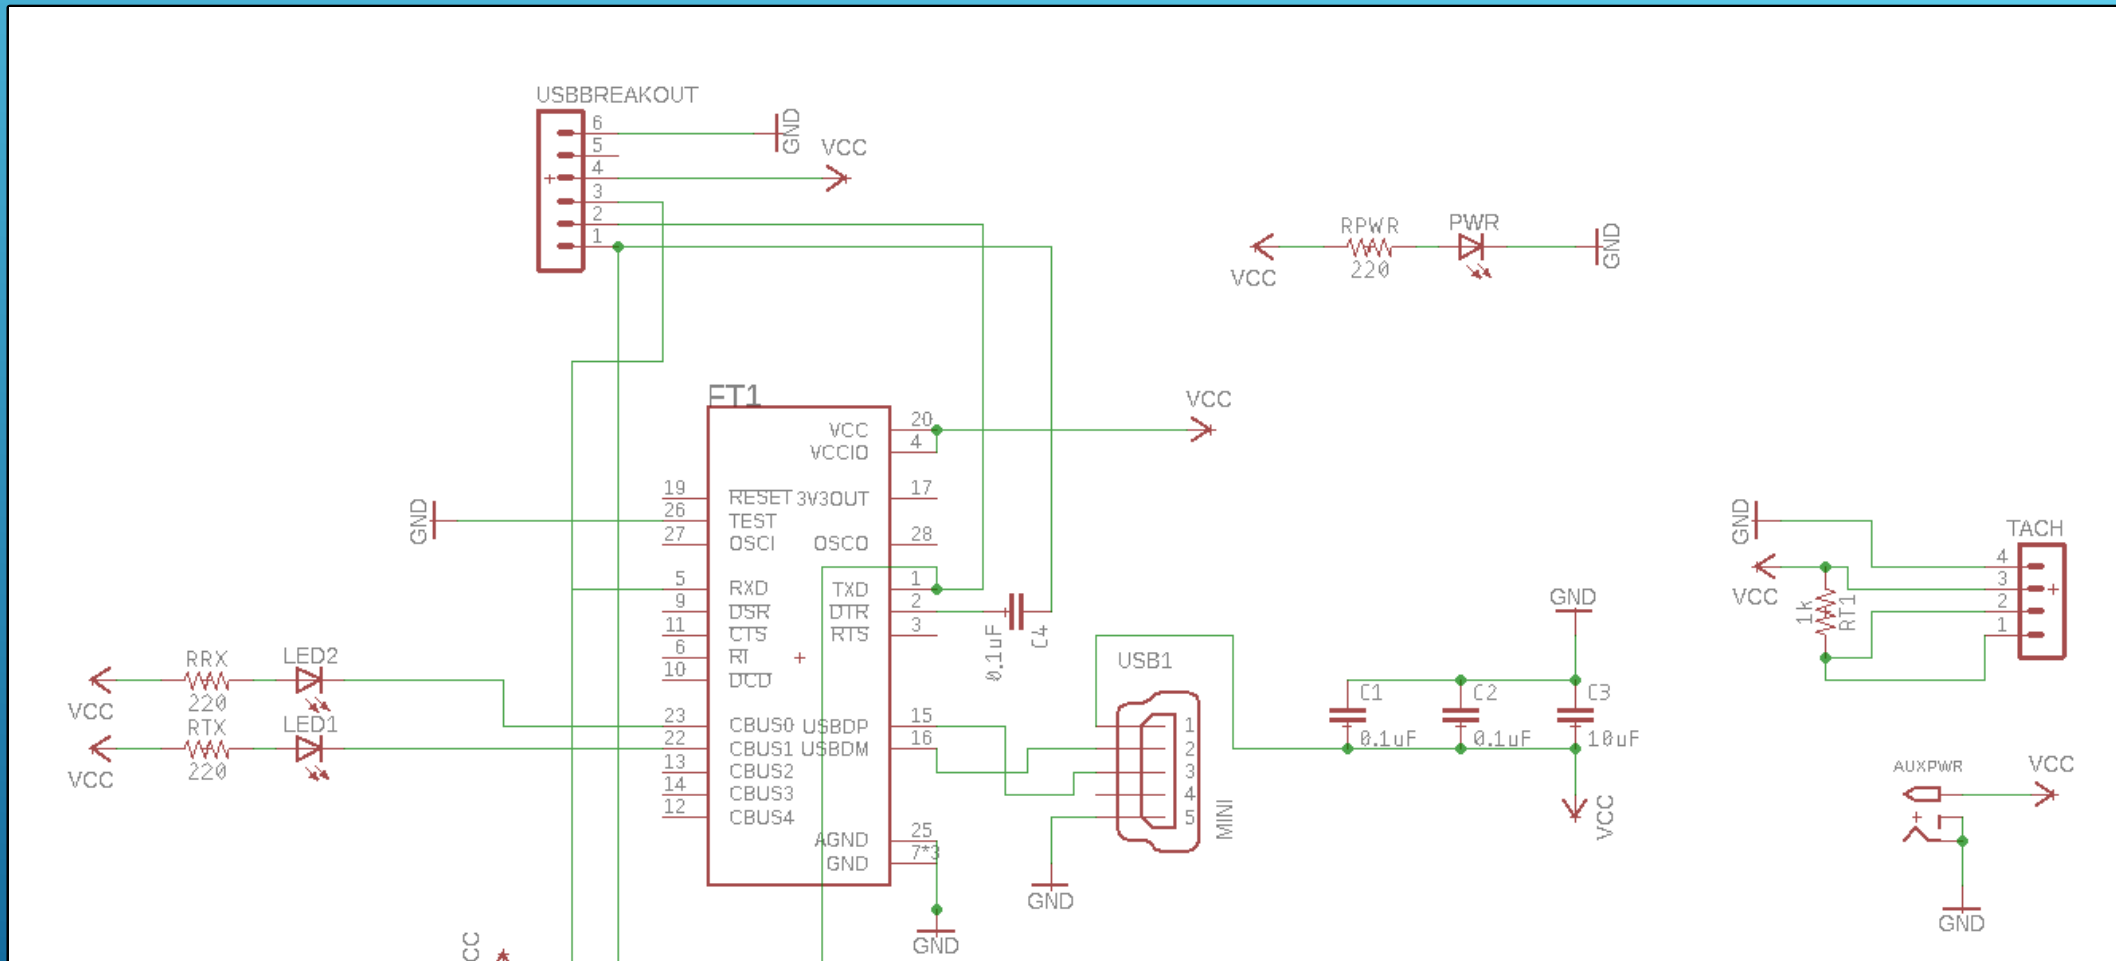 USBBREAKOUT
6
5
4
3
2
1
GND
VCC
RPWR
220
PWR
VCC
GND
FT1
VCC
20
VCC
4
VCCIO
19
RESET
3V3OUT
17
GND
26
TEST
27
OSCI
OSCO
28
5
RXD
TXD
1
9
DSR
DTR
2
11
CTS
RTS
3
6
RI
10
DCD
0.1uF
C4
RRX
220
LED2
VCC
RTX
220
LED1
VCC
23
CBUS0
USBDP
15
22
CBUS1
USBDM
16
13
CBUS2
14
CBUS3
12
CBUS4
AGND
25
GND
7*3
GND
USB1
1
2
3
4
5
MINI
GND
GND
C1
0.1uF
C2
0.1uF
C3
10uF
VCC
GND
VCC
1k
RT1
TACH
4
3
2
1
AUXPWR
VCC
GND
CC